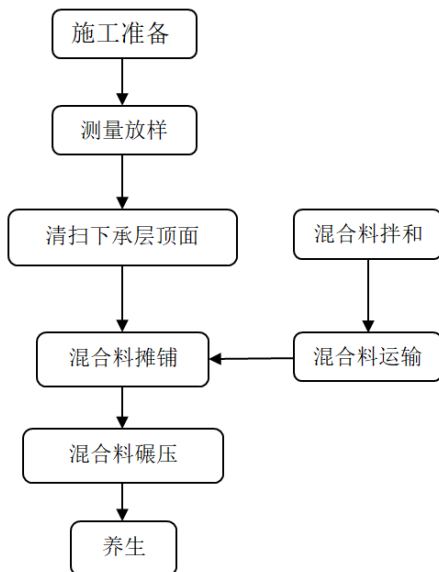 施工准备
测量放样
清扫下承层顶面
混合料拌和
混合料摊铺
混合料运输
混合料碾压
养生